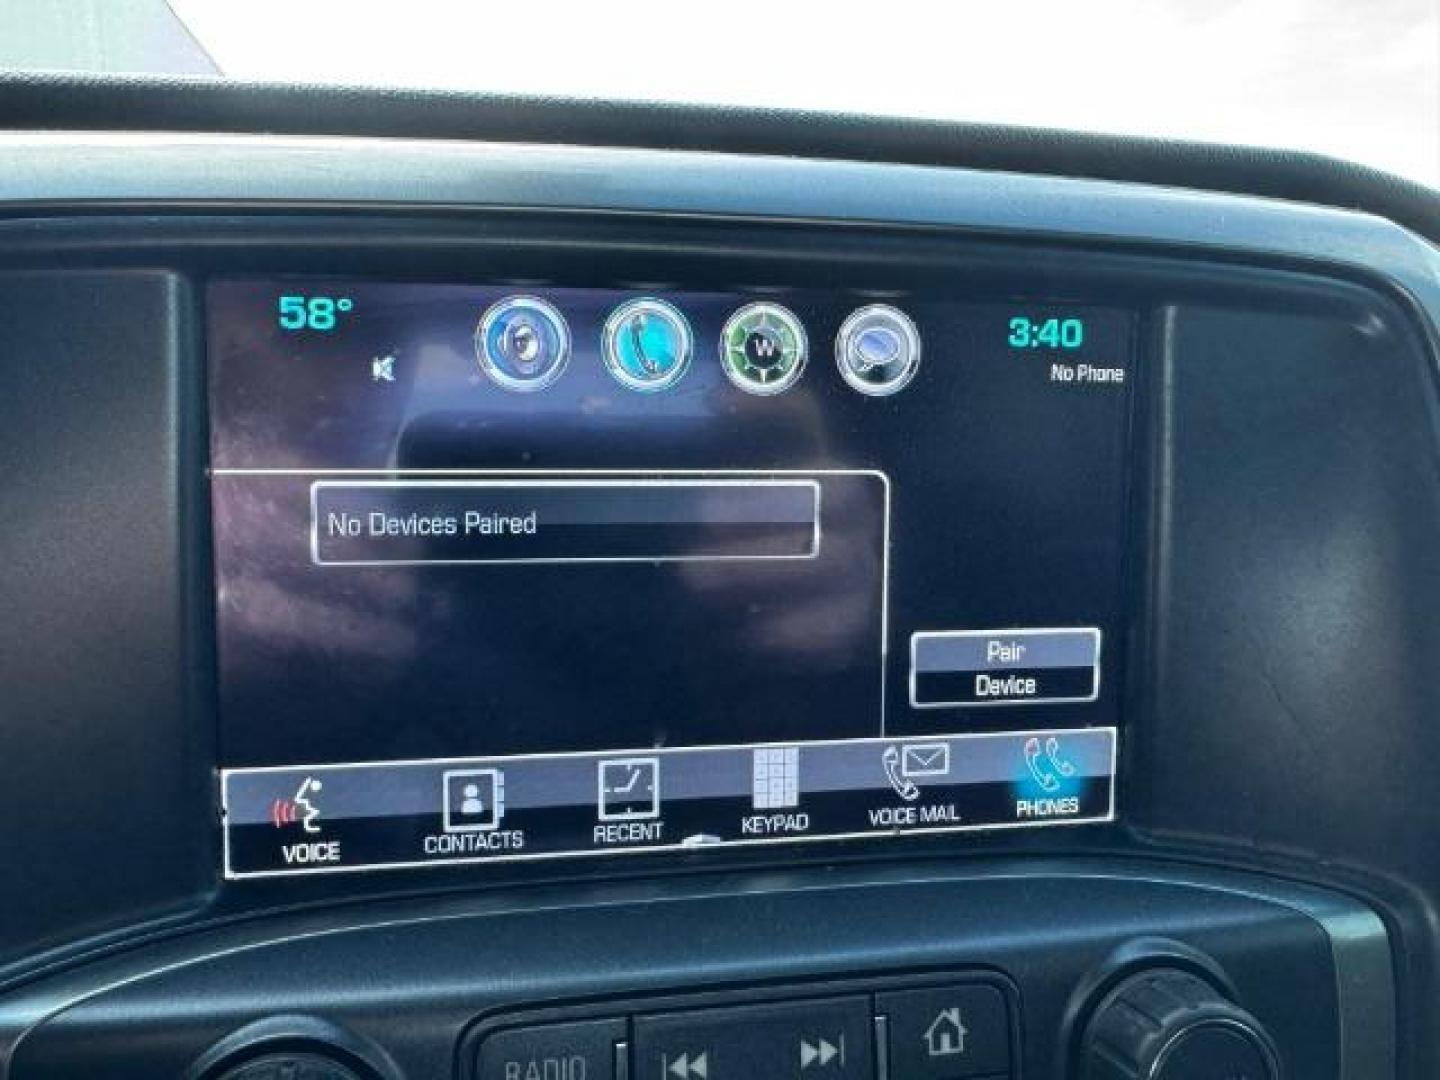 58°
W
3:40
No Phone
No Devices Paired
Pair
Device
VOICE
CONTACTS
RECENT
KEYPAD
VOICE MAIL
PHONES
RADIO